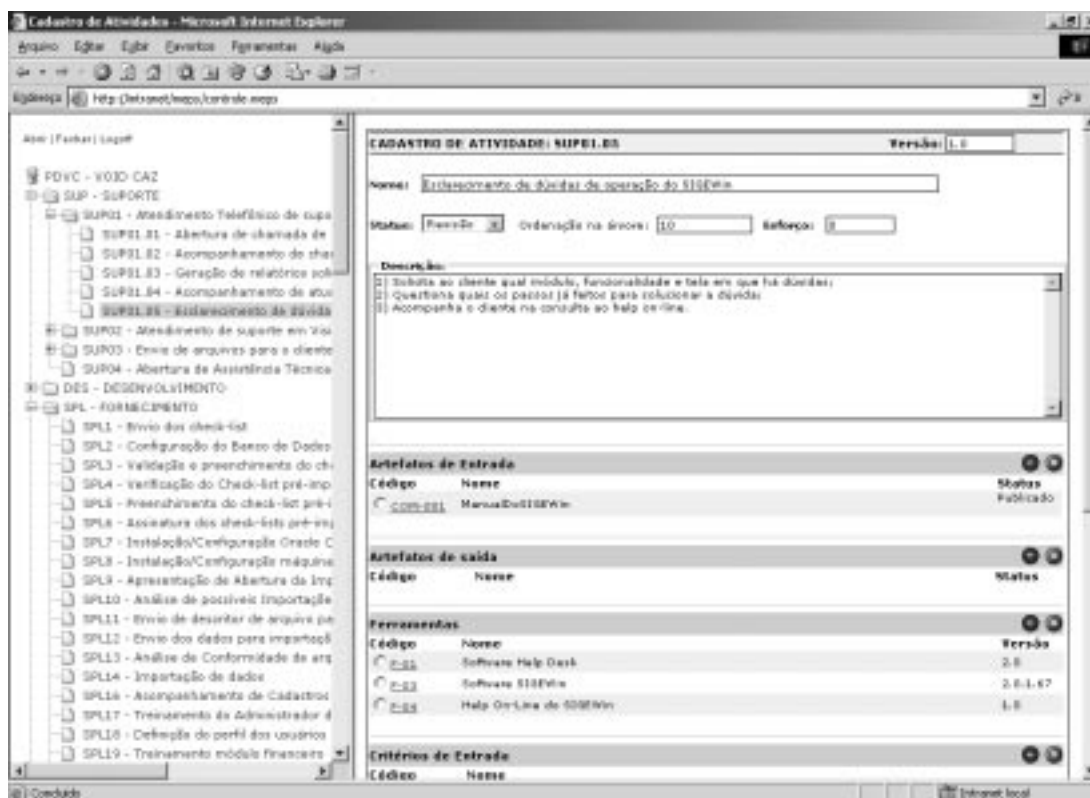 Cadastro de Atividades - Microsoft Internet Explorer
Arquivo Editar Exibir Favoritos Ferramentas Ajuda
Endereço http://intranet/meps/controle.meps
Abrir | Fechar | Logoff
PDVC - VOID CAZ
SUP - SUPORTE
SUP01 - Atendimento Telefônico de supo
SUP01.01 - Abertura de chamada de
SUP01.02 - Acompanhamento de cha
SUP01.03 - Geração de relatórios soli
SUP01.04 - Acompanhamento de atua
SUP01.05 - Esclarecimento de dúvida
SUP02 - Atendimento de suporte em Visi
SUP03 - Envio de arquivos para o cliente
SUP04 - Abertura de Assistência Técnica
DES - DESENVOLVIMENTO
SPL - FORNECIMENTO
SPL1 - Envio dos check-list
SPL2 - Configuração do Banco de Dados
SPL3 - Validação e preenchimento do ch
SPL4 - Verificação do Check-list pré-imp
SPL5 - Preenchimento do check-list pré-i
SPL6 - Assinatura dos check-lists pré-imp
SPL7 - Instalação/Configuração Oracle C
SPL8 - Instalação/Configuração máquina
SPL9 - Apresentação de Abertura da Imp
SPL10 - Análise de possíveis Importaçõe
SPL11 - Envio de descritor de arquivo pa
SPL12 - Envio dos dados para importaçã
SPL13 - Análise de Conformidade de arq
SPL14 - Importação de dados
SPL16 - Acompanhamento de Cadastros
SPL17 - Treinamento do Administrador d
SPL18 - Definição do perfil dos usuários
SPL19 - Treinamento módulo financeiro
CADASTRO DE ATIVIDADE: SUP01.05 Versão: 1.0
Nome: Esclarecimento de dúvidas de operação do SIGEWin
Status: Revisão Ordenação na árvore: 10 Esforço: 0
Descrição:
1) Solicita ao cliente qual módulo, funcionalidade e tela em que há dúvidas;
2) Questiona quais os passos já feitos para solucionar a dúvida;
3) Acompanha o cliente na consulta ao help on-line.
Artefatos de Entrada
Código Nome Status
COM-001 ManualDoSIGEWin Publicado
Artefatos de saída
Código Nome Status
Ferramentas
Código Nome Versão
F-01 Software Help Desk 2.0
F-03 Software SIGEWin 2.0.1.67
F-04 Help On-Line do SIGEWin 1.0
Critérios de Entrada
Código Nome
Concluído Intranet local